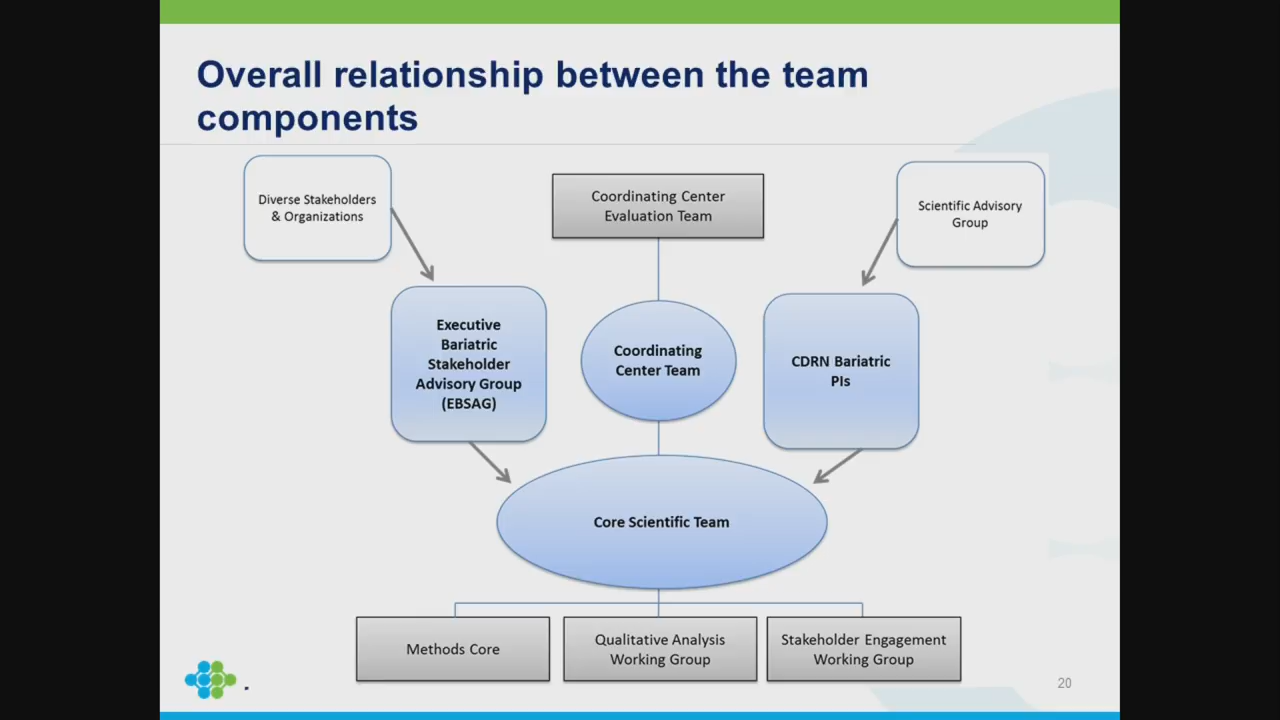 Overall relationship between the team
components
Diverse Stakeholders
& Organizations
Coordinating Center
Evaluation Team
Scientific Advisory
Group
Executive
Bariatric
Stakeholder
Advisory Group
(EBSAG)
Coordinating
Center Team
CDRN Bariatric
PIs
Core Scientific Team
Methods Core
Qualitative Analysis
Working Group
Stakeholder Engagement
Working Group
.
20